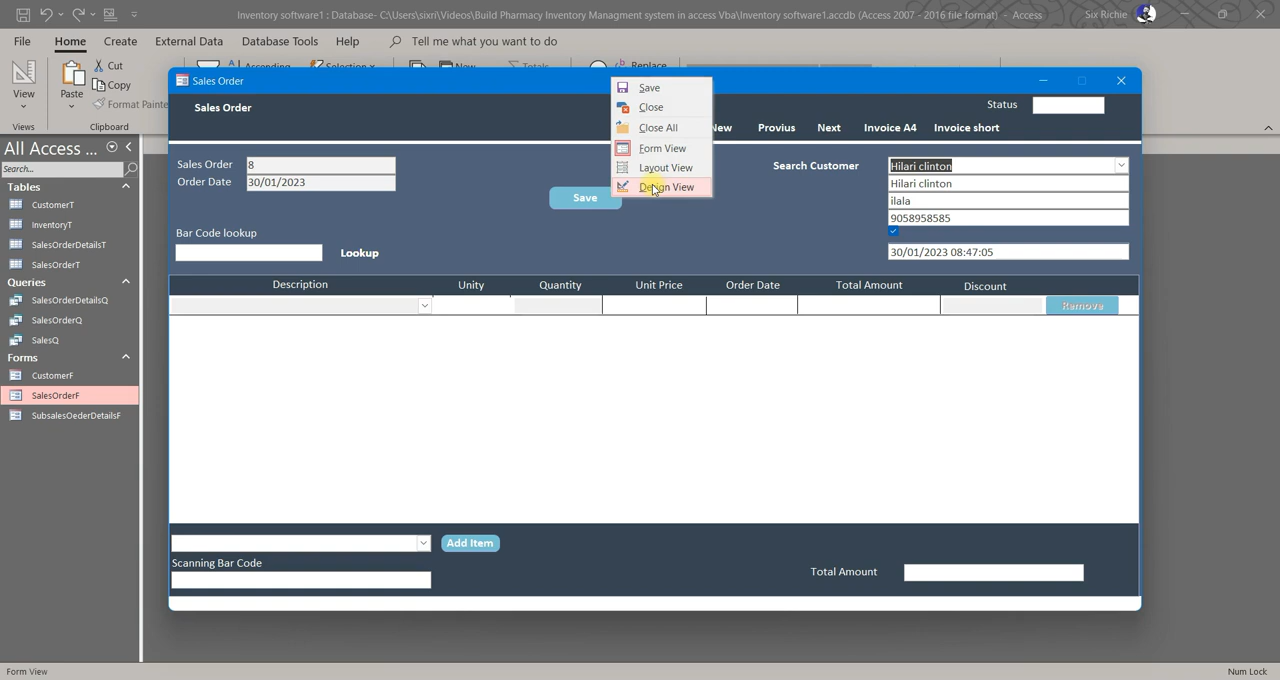 Inventory software1 : Database- C:\Users\sixri\Videos\Build Pharmacy Inventory Managment system in access Vba\Inventory software1.accdb (Access 2007 - 2016 file format) - Access
Six Richie
File Home Create External Data Database Tools Help Tell me what you want to do
View
Views
Paste
Cut
Copy
Format Painte
Clipboard
Ascending
Selection
New
Totals
Replace
All Access ...
Search...
Tables
CustomerT
InventoryT
SalesOrderDetailsT
SalesOrderT
Queries
SalesOrderDetailsQ
SalesOrderQ
SalesQ
Forms
CustomerF
SalesOrderF
SubsalesOederDetailsF
Sales Order
Sales Order
Status
New Provius Next Invoice A4 Invoice short
Save
Close
Close All
Form View
Layout View
Design View
Sales Order 8
Order Date 30/01/2023
Save
Search Customer Hilari clinton
Hilari clinton
ilala
9058958585
30/01/2023 08:47:05
Bar Code lookup
Lookup
Description Unity Quantity Unit Price Order Date Total Amount Discount
Remove
Add Item
Scanning Bar Code
Total Amount
Form View
Num Lock